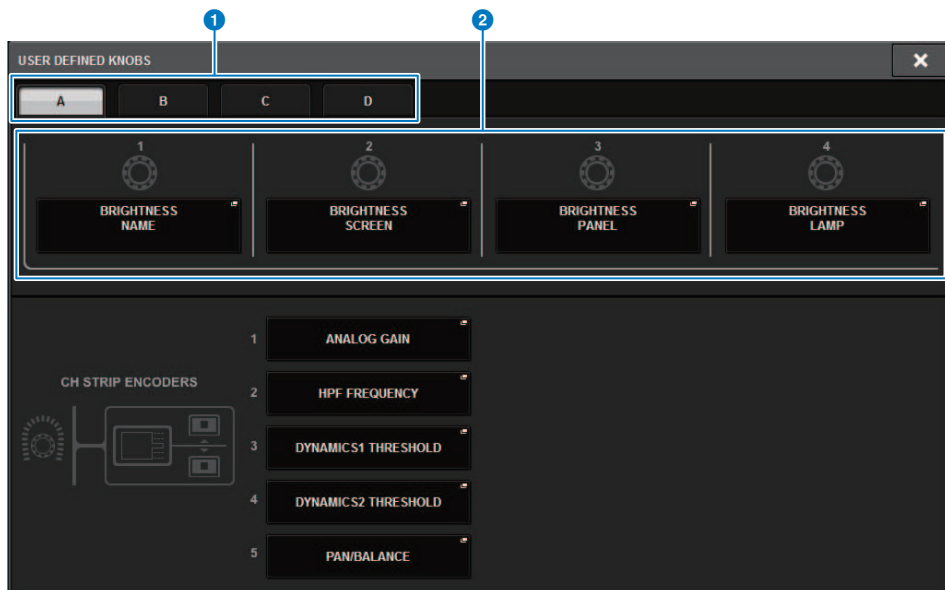 1 2
USER DEFINED KNOBS
A B C D
1 2 3 4
BRIGHTNESS
NAME
BRIGHTNESS
SCREEN
BRIGHTNESS
PANEL
BRIGHTNESS
LAMP
CH STRIP ENCODERS
1 ANALOG GAIN
2 HPF FREQUENCY
3 DYNAMICS1 THRESHOLD
4 DYNAMICS2 THRESHOLD
5 PAN/BALANCE